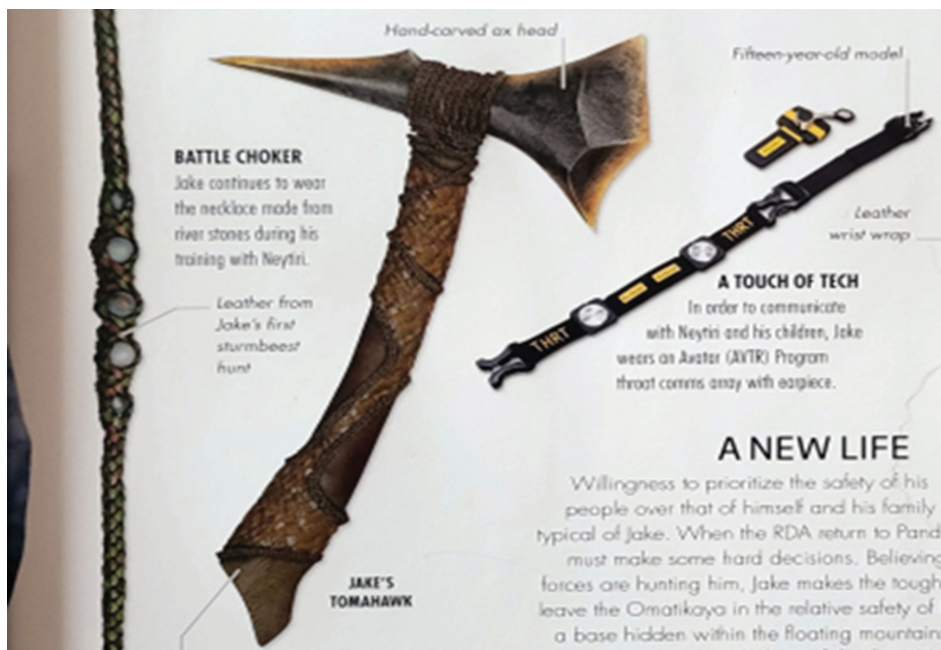 Hand-carved ax head
Fifteen-year-old model
BATTLE CHOKER
Jake continues to wear
the necklace made from
river stones during his
training with Neytiri.
Leather from
Jake's first
sturmbeest
hunt
THRT
THRT
Leather
wrist wrap
A TOUCH OF TECH
In order to communicate
with Neytiri and his children, Jake
wears an Avatar (AVTR) Program
throat comms array with earpiece.
JAKE'S
TOMAHAWK
A NEW LIFE
Willingness to prioritize the safety of his
people over that of himself and his family
typical of Jake. When the RDA return to Pand
must make some hard decisions. Believing
forces are hunting him, Jake makes the tough
leave the Omatikaya in the relative safety of
a base hidden within the floating mountain